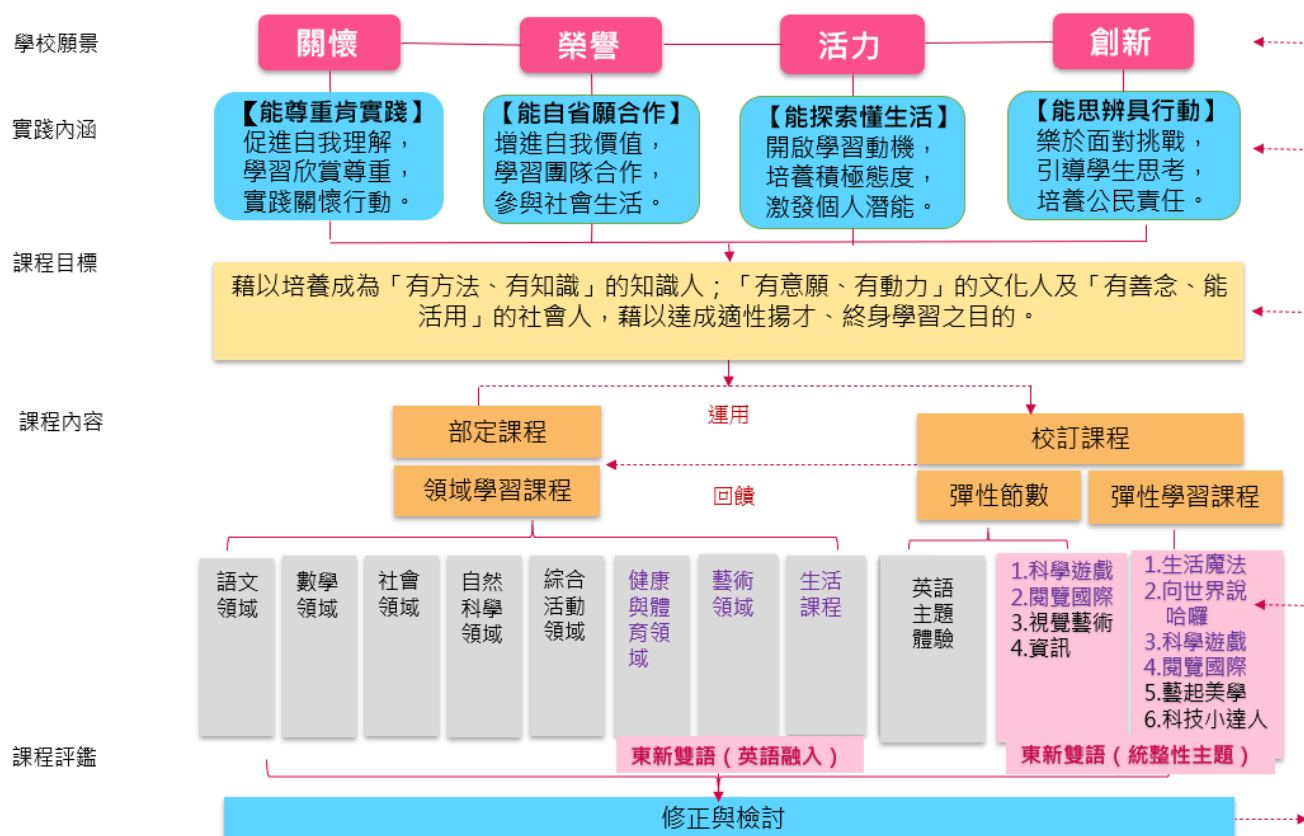 學校願景
關懷
榮譽
活力
創新
實踐內涵
【能尊重肯實踐】
促進自我理解，
學習欣賞尊重，
實踐關懷行動。
【能自省願合作】
增進自我價值，
學習團隊合作，
參與社會生活。
【能探索懂生活】
開啟學習動機，
培養積極態度，
激發個人潛能。
【能思辨具行動】
樂於面對挑戰，
引導學生思考，
培養公民責任。
課程目標
藉以培養成為「有方法、有知識」的知識人；「有意願、有動力」的文化人及「有善念、能
活用」的社會人，藉以達成適性揚才、終身學習之目的。
課程內容
部定課程
運用
校訂課程
領域學習課程
回饋
彈性節數
彈性學習課程
語文
領域
數學
領域
社會
領域
自然
科學
領域
綜合
活動
領域
健康
與體
育領
域
藝術
領域
生活
課程
英語
主題
體驗
1.科學遊戲
2.閱覽國際
3.視覺藝術
4.資訊
1.生活魔法
2.向世界說
哈囉
3.科學遊戲
4.閱覽國際
5.藝起美學
6.科技小達人
課程評鑑
東新雙語（英語融入）
東新雙語（統整性主題）
修正與檢討